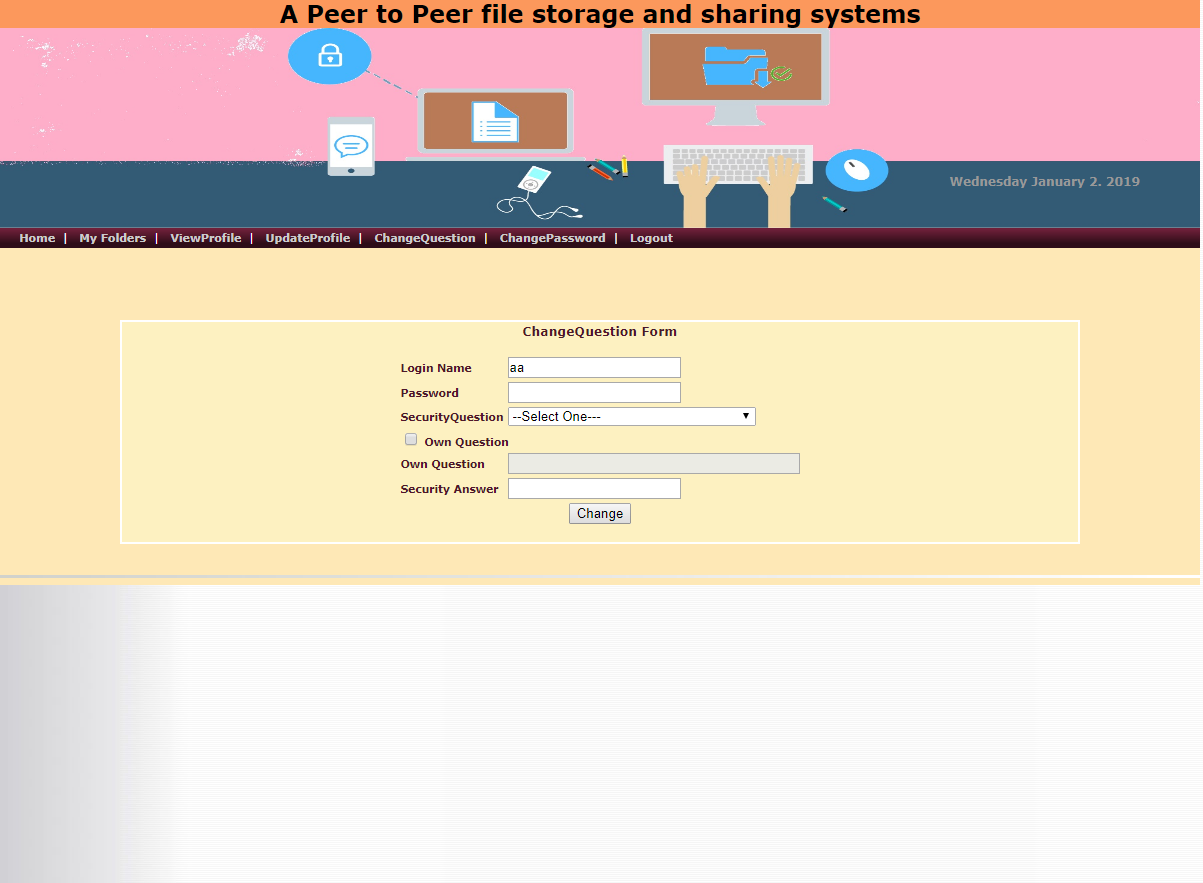 A Peer to Peer file storage and sharing systems
Wednesday January 2. 2019
Home | My Folders | ViewProfile | UpdateProfile | ChangeQuestion | ChangePassword | Logout
ChangeQuestion Form
Login Name aa
Password
SecurityQuestion --Select One---
Own Question
Own Question
Security Answer
Change